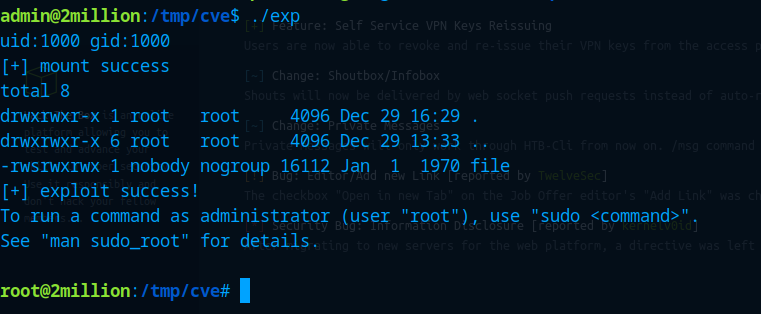 admin@2million:/tmp/cve$ ./exp
[+] Feature: Self Service VPN Keys Reissuing
uid:1000 gid:1000
Users are now able to revoke and re-issue their VPN keys from the access p
[+] mount success
[~] Change: Shoutbox/Infobox
total 8
Shouts will now be delivered by web socket push requests instead of auto-r
drwxrwxr-x 1 root   root     4096 Dec 29 16:29 .
[~] Change: Private Messages
drwxrwxr-x 6 root   root     4096 Dec 29 13:33 ..
through HTB-Cli from now on. /msg command
-rwsrwxrwx 1 nobody nogroup 16112 Jan  1  1970 file
Bug: Editor/Add new Link [reported by TwelveSec]
[+] exploit success!
The checkbox "Open in new Tab" on the Job Offer editor's "Add Link" was
To run a command as administrator (user "root"), use "sudo <command>".
Security Bug: Information Disclosure [reported by kernelv0id]
See "man sudo_root" for details.
to new servers for the web platform, a directive was left
root@2million:/tmp/cve#